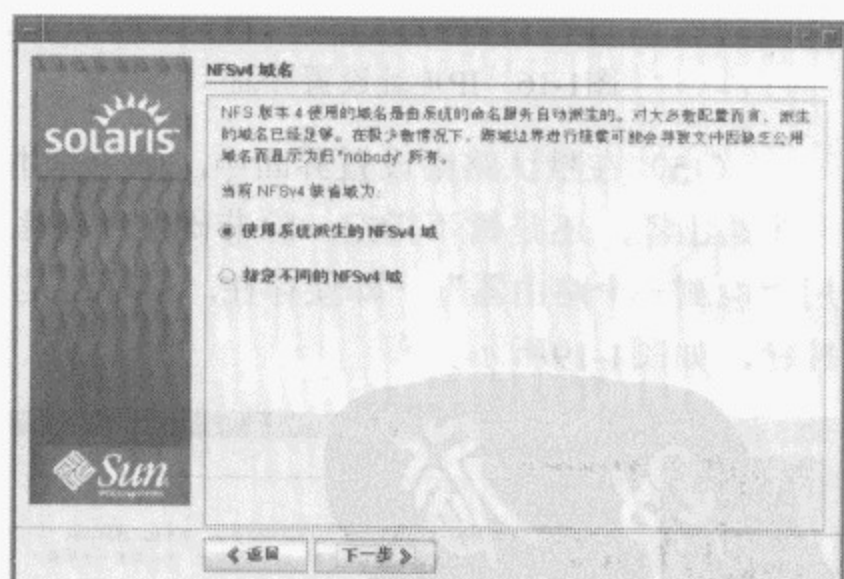 NFSv4 域名
solaris
NFS 版本 4 使用的域名是由系统的命名服务自动派生的。对大多数配置而言，派生
的域名已经足够。在极少数情况下，跨域边界进行挂载可能会导致文件因缺乏公用
域名而显示为归 "nobody" 所有。
当前 NFSv4 缺省域为:
使用系统派生的 NFSv4 域
指定不同的 NFSv4 域
Sun
返回
下一步